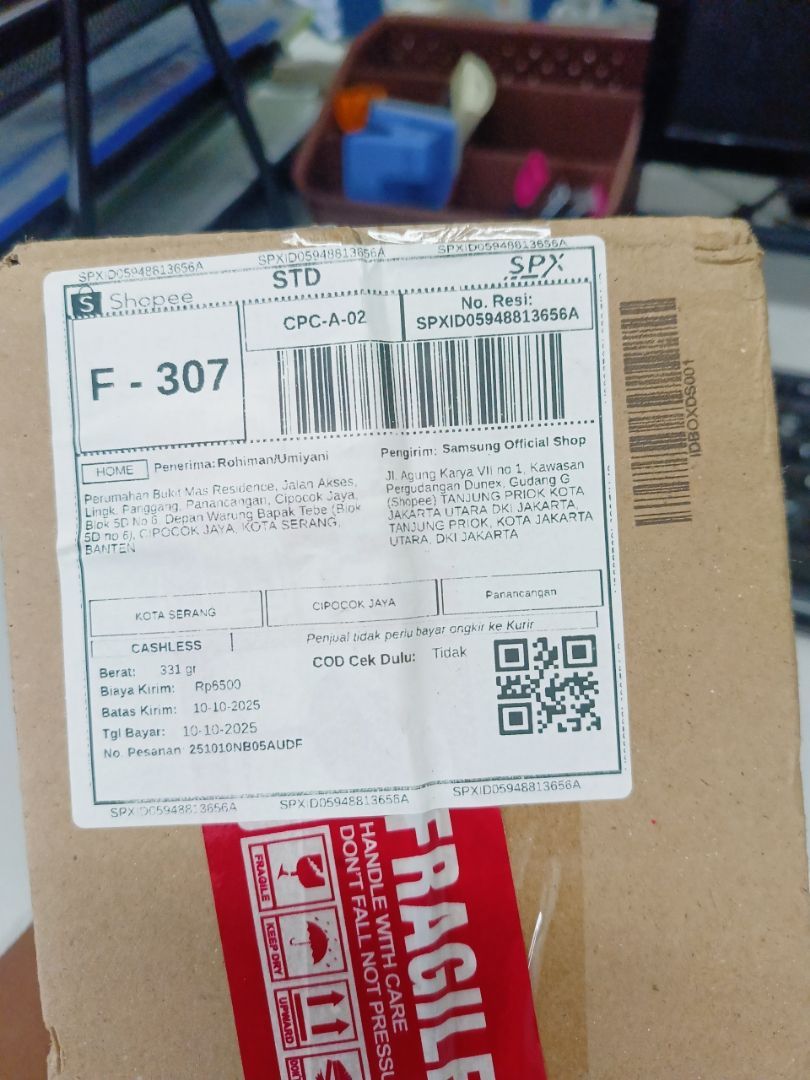 SPXID05948813656A SPXID05948813656A SPXID05948813656A
S Shopee STD SPX
F - 307
CPC-A-02
No. Resi:
SPXID05948813656A
IDBOXDS001
HOME Penerima: Rohiman/Umiyani
Perumahan Bukit Mas Residence, Jalan Akses,
Lingk. Panggang, Panancangan, Cipocok Jaya,
Blok 5D No 6, Depan Warung Bapak Tebe (Blok
5D no 6), CIPOCOK JAYA, KOTA SERANG,
BANTEN
Pengirim: Samsung Official Shop
Jl. Agung Karya VII no 1, Kawasan
Pergudangan Dunex, Gudang G
(Shopee) TANJUNG PRIOK KOTA
JAKARTA UTARA DKI JAKARTA,
TANJUNG PRIOK, KOTA JAKARTA
UTARA, DKI JAKARTA
KOTA SERANG CIPOCOK JAYA Panancangan
CASHLESS Penjual tidak perlu bayar ongkir ke Kurir
Berat: 331 gr
Biaya Kirim: Rp6500
Batas Kirim: 10-10-2025
Tgl Bayar: 10-10-2025
No. Pesanan: 251010NB05AUDF
COD Cek Dulu: Tidak
SPXID05948813656A SPXID05948813656A SPXID05948813656A
FRAGILE
HANDLE WITH CARE
DON'T FALL NOT PRESSU
FRAGILE
KEEP DRY
UPWARD